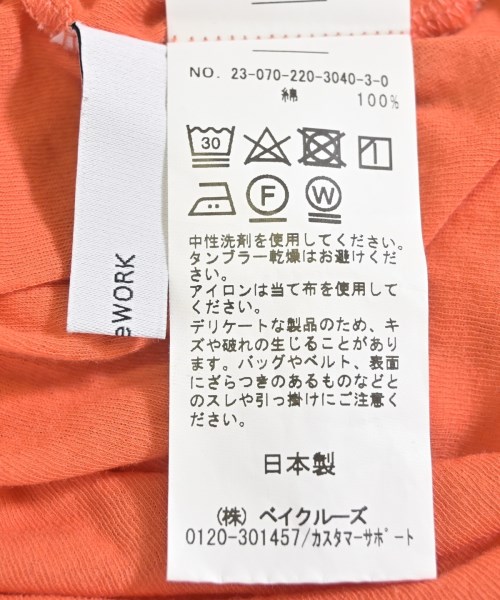 NO. 23-070-220-3040-3-0
綿 100%
30
F
W
中性洗剤を使用してください。
タンブラー乾燥はお避けくだ
さい。
アイロンは当て布を使用して
ください。
デリケートな製品のため、キ
ズや破れの生じることがあり
ます。バッグやベルト、表面
にざらつきのあるものなどと
のスレや引っ掛けにご注意く
ださい。
日本製
(株) ベイクルーズ
0120-301457/カスタマーサポート
eWORK